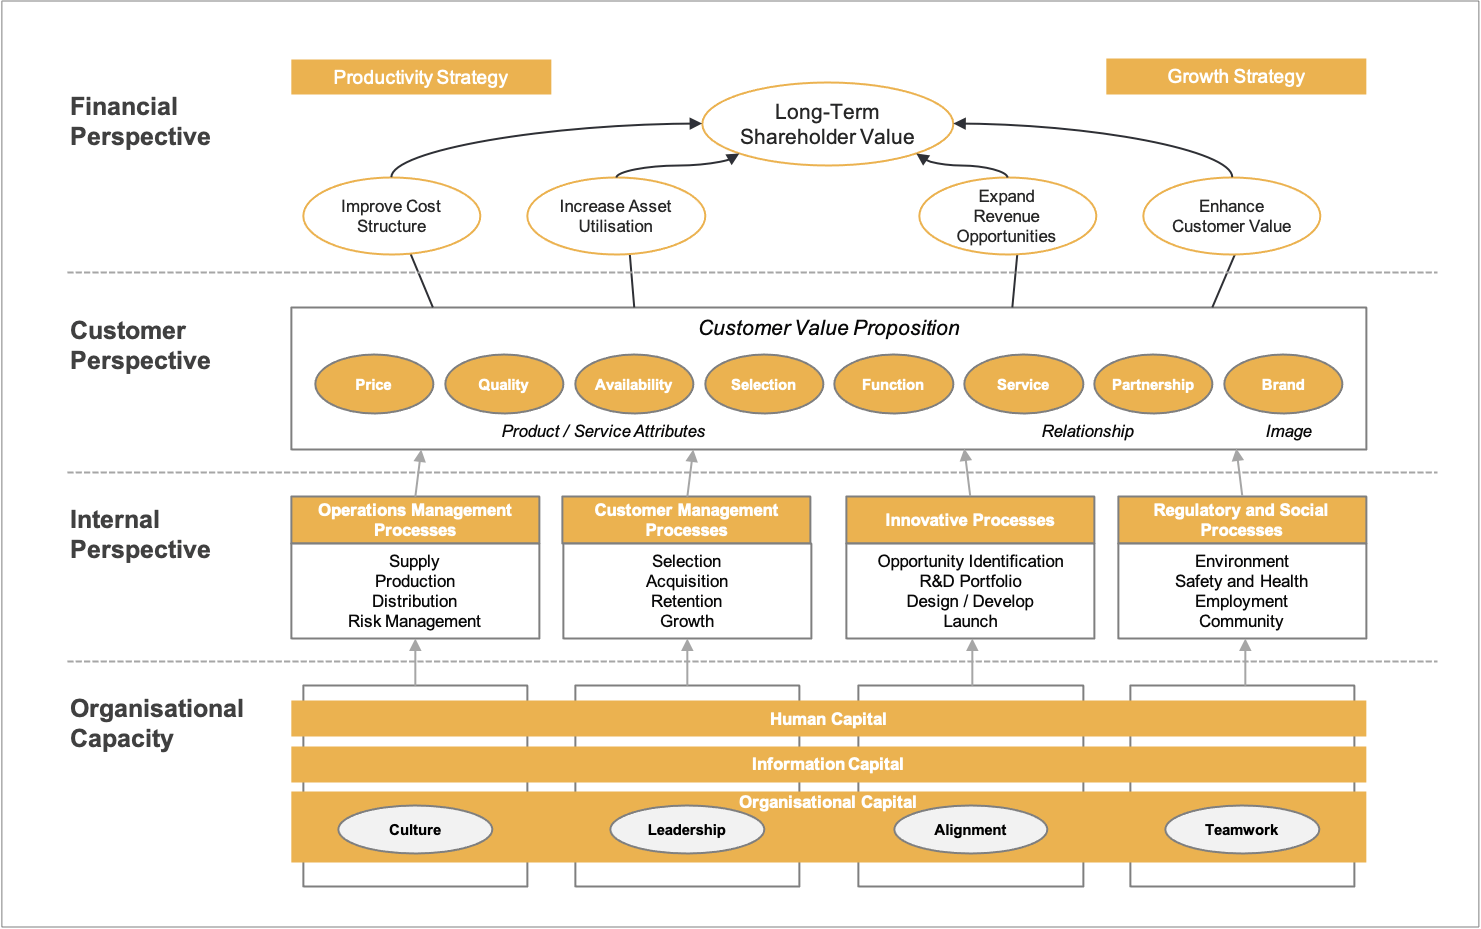 Productivity Strategy
Growth Strategy
Financial
Perspective
Long-Term
Shareholder Value
Improve Cost
Structure
Increase Asset
Utilisation
Expand
Revenue
Opportunities
Enhance
Customer Value
Customer
Perspective
Customer Value Proposition
Price
Quality
Availability
Selection
Function
Service
Partnership
Brand
Product / Service Attributes
Relationship
Image
Internal
Perspective
Operations Management
Processes
Supply
Production
Distribution
Risk Management
Customer Management
Processes
Selection
Acquisition
Retention
Growth
Innovative Processes
Opportunity Identification
R&D Portfolio
Design / Develop
Launch
Regulatory and Social
Processes
Environment
Safety and Health
Employment
Community
Organisational
Capacity
Human Capital
Information Capital
Organisational Capital
Culture
Leadership
Alignment
Teamwork